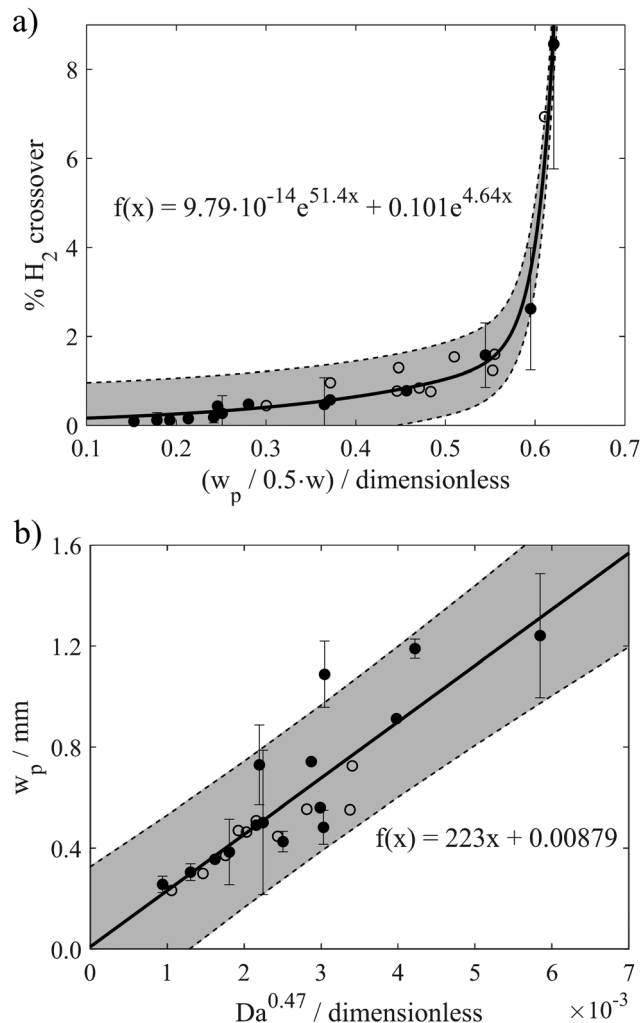 a)
8
6
4
2
0
% H2 crossover
f(x) = 9.79·10^-14 e^51.4x + 0.101e^4.64x
0.1 0.2 0.3 0.4 0.5 0.6 0.7
(wp / 0.5·w) / dimensionless
b)
1.6
1.2
0.8
0.4
0.0
wp / mm
f(x) = 223x + 0.00879
0 1 2 3 4 5 6 7
Da^0.47 / dimensionless ×10^-3